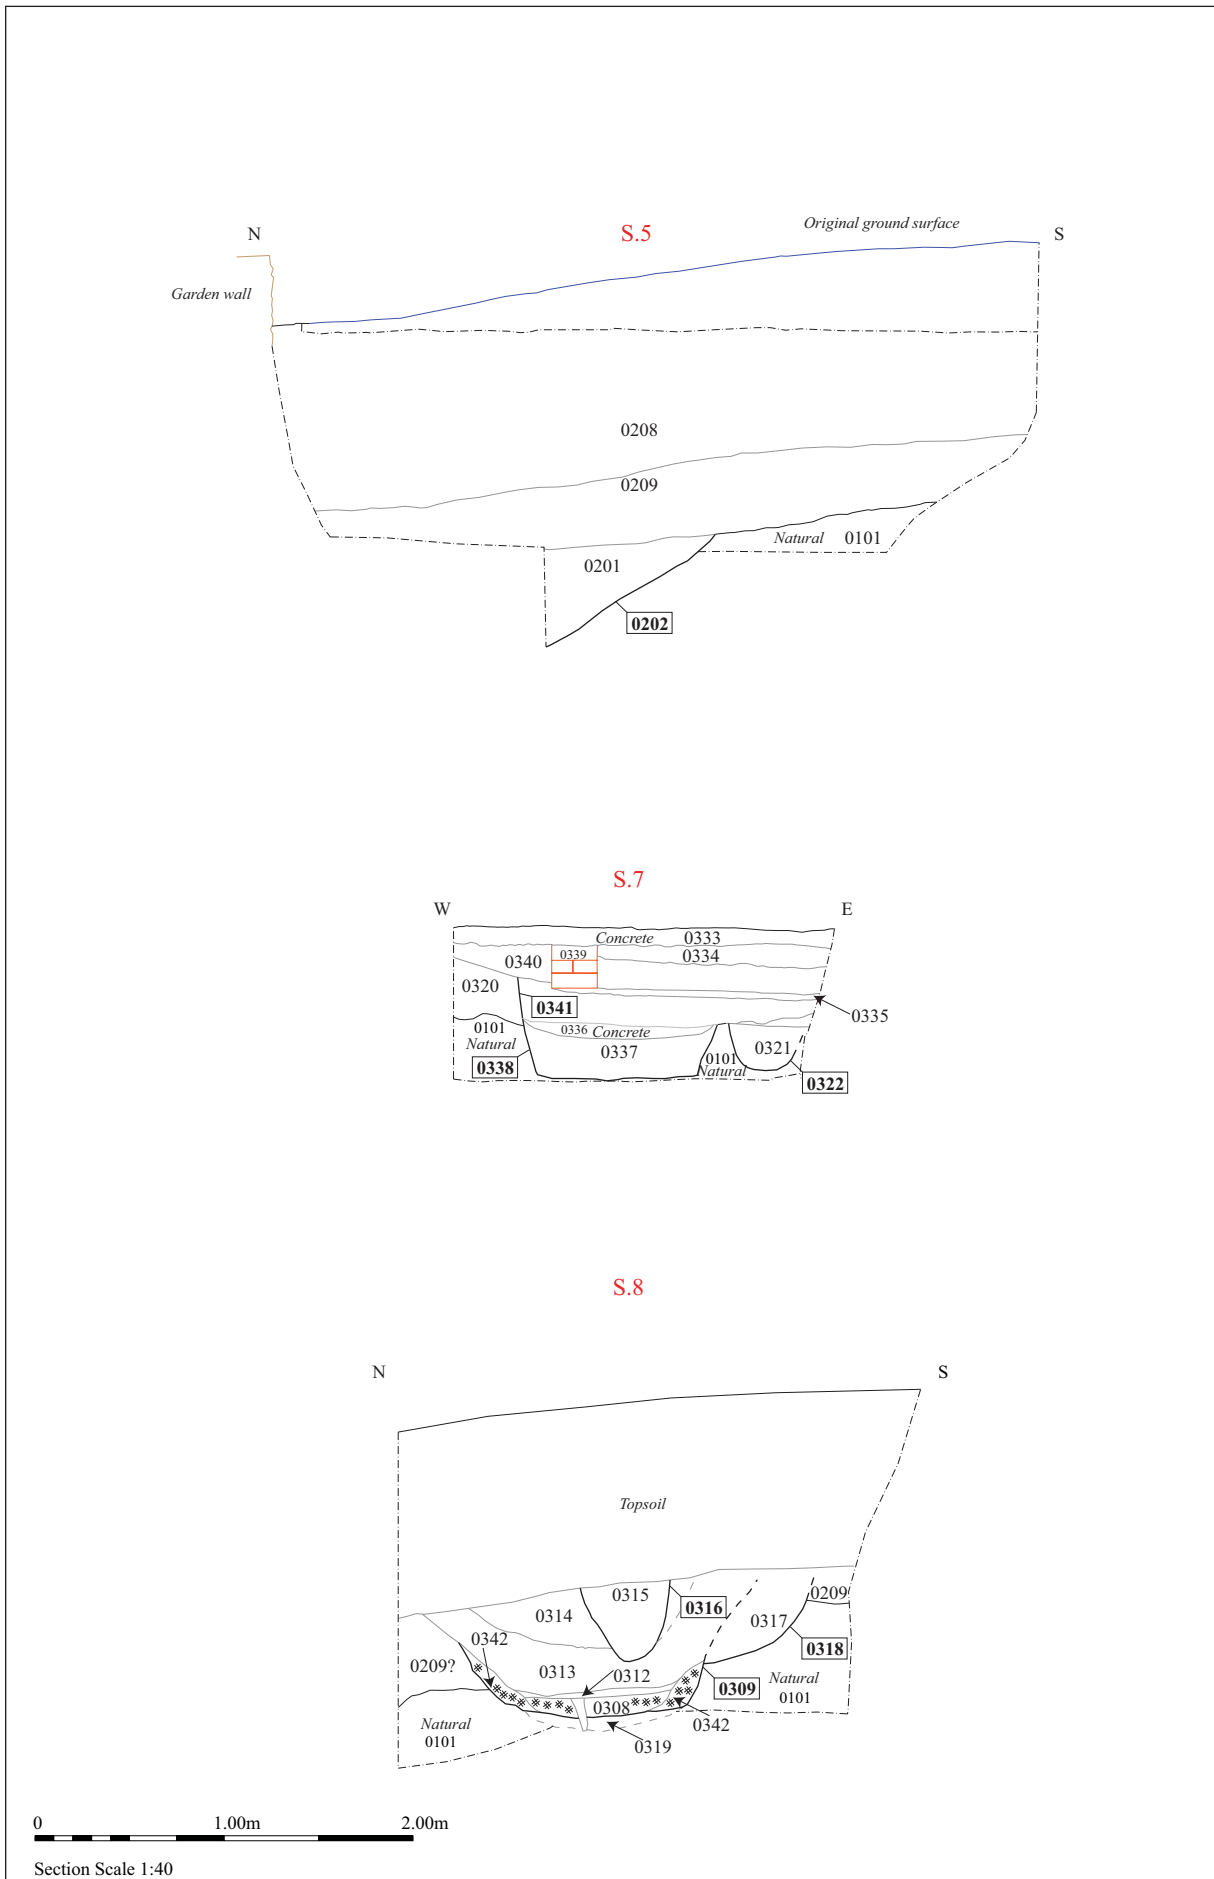 Original ground surface
N
S.5
S
Garden wall
0208
0209
Natural 0101
0201
0202
S.7
W
E
Concrete 0333
0339
0334
0340
0320
0341
0335
0101
Natural
0336 Concrete
0337
0321
0101
Natural
0338
0322
S.8
N
S
Topsoil
0315
0209
0316
0314
0317
0342
0318
0209?
0313
0312
Natural
0101
0309
0308
Natural
0101
0342
0319
0
1.00m
2.00m
Section Scale 1:40